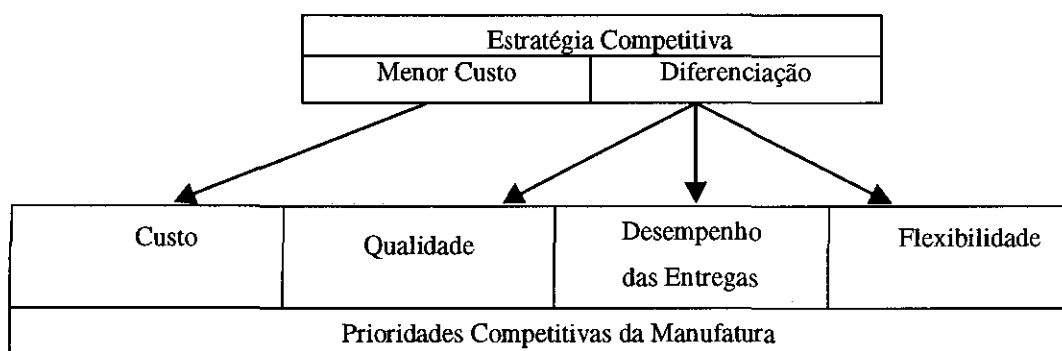 Estratégia Competitiva
Menor Custo
Diferenciação
Custo
Qualidade
Desempenho
das Entregas
Flexibilidade
Prioridades Competitivas da Manufatura